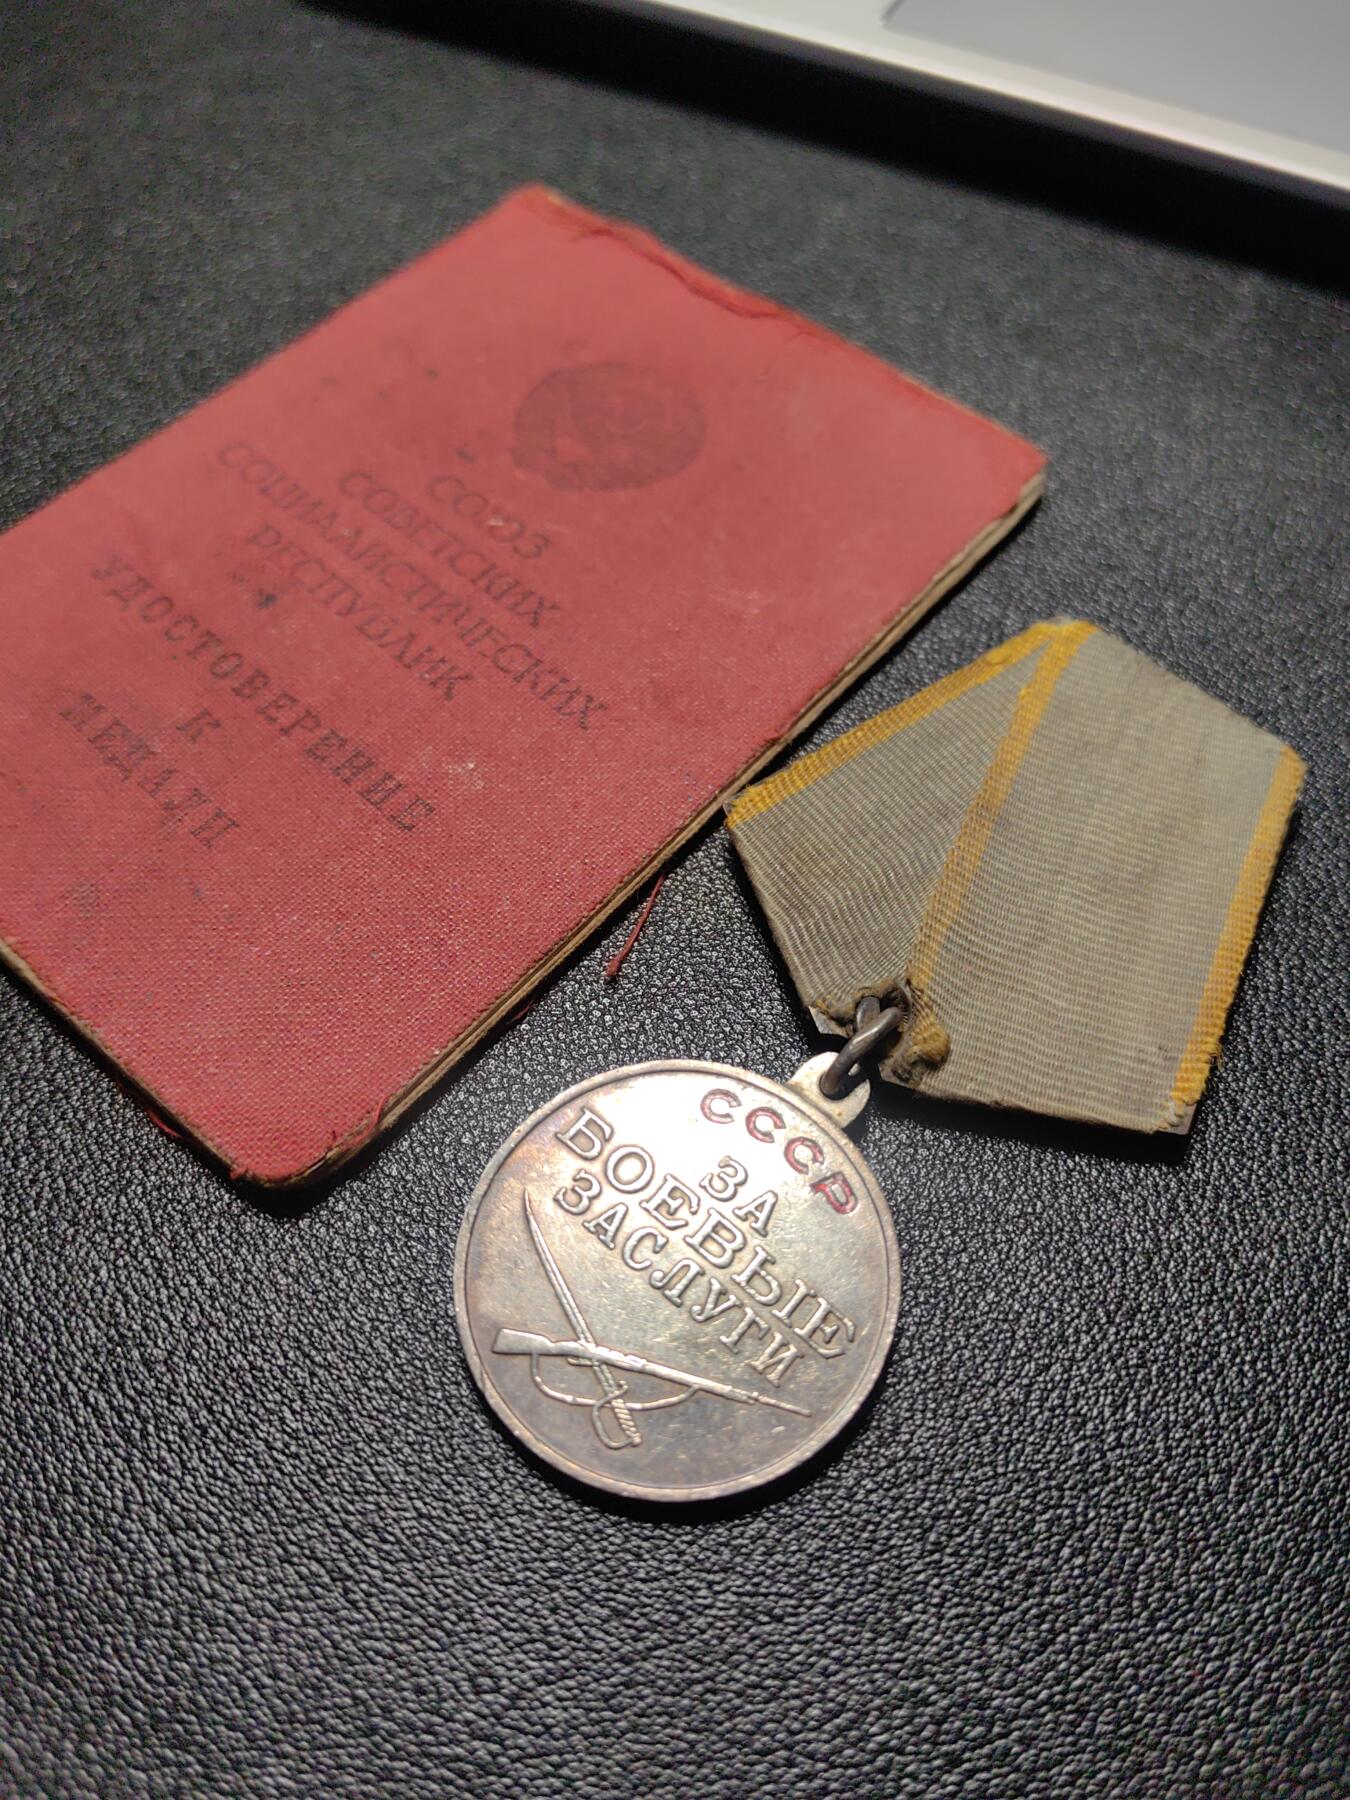 СОЮЗ
СОВЕТСКИХ
СОЦИАЛИСТИЧЕСКИХ
РЕСПУБЛИК
УДОСТОВЕРЕНИЕ
К
МЕДАЛИ
СССР
ЗА
БОЕВЫЕ
ЗАСЛУГИ